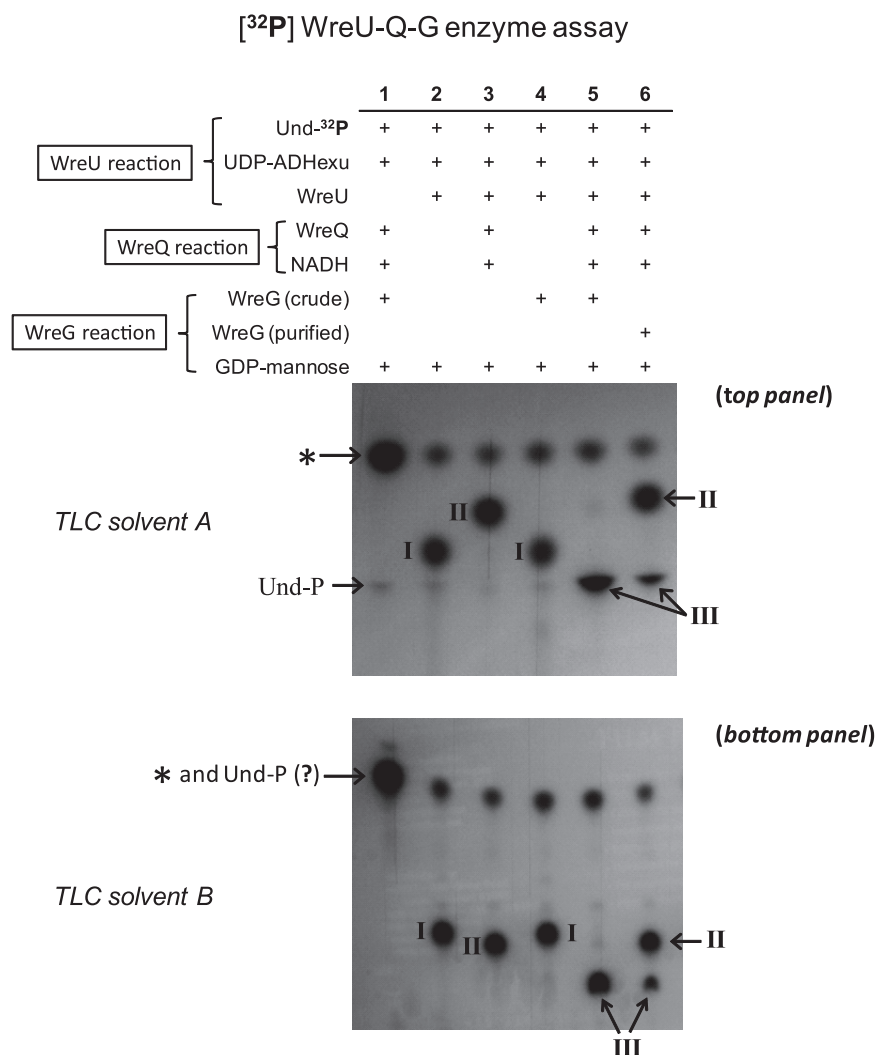 [³²P] WreU-Q-G enzyme assay
1 2 3 4 5 6
Und-³²P + + + + + +
WreU reaction
UDP-ADHexu + + + + + +
WreU + + + + +
WreQ reaction
WreQ + + + +
NADH + + + +
WreG (crude) + + +
WreG reaction
WreG (purified) +
GDP-mannose + + + + + +
(top panel)
*
II
II
TLC solvent A
I
I
Und-P
III
(bottom panel)
* and Und-P (?)
TLC solvent B
I
I
II
II
III